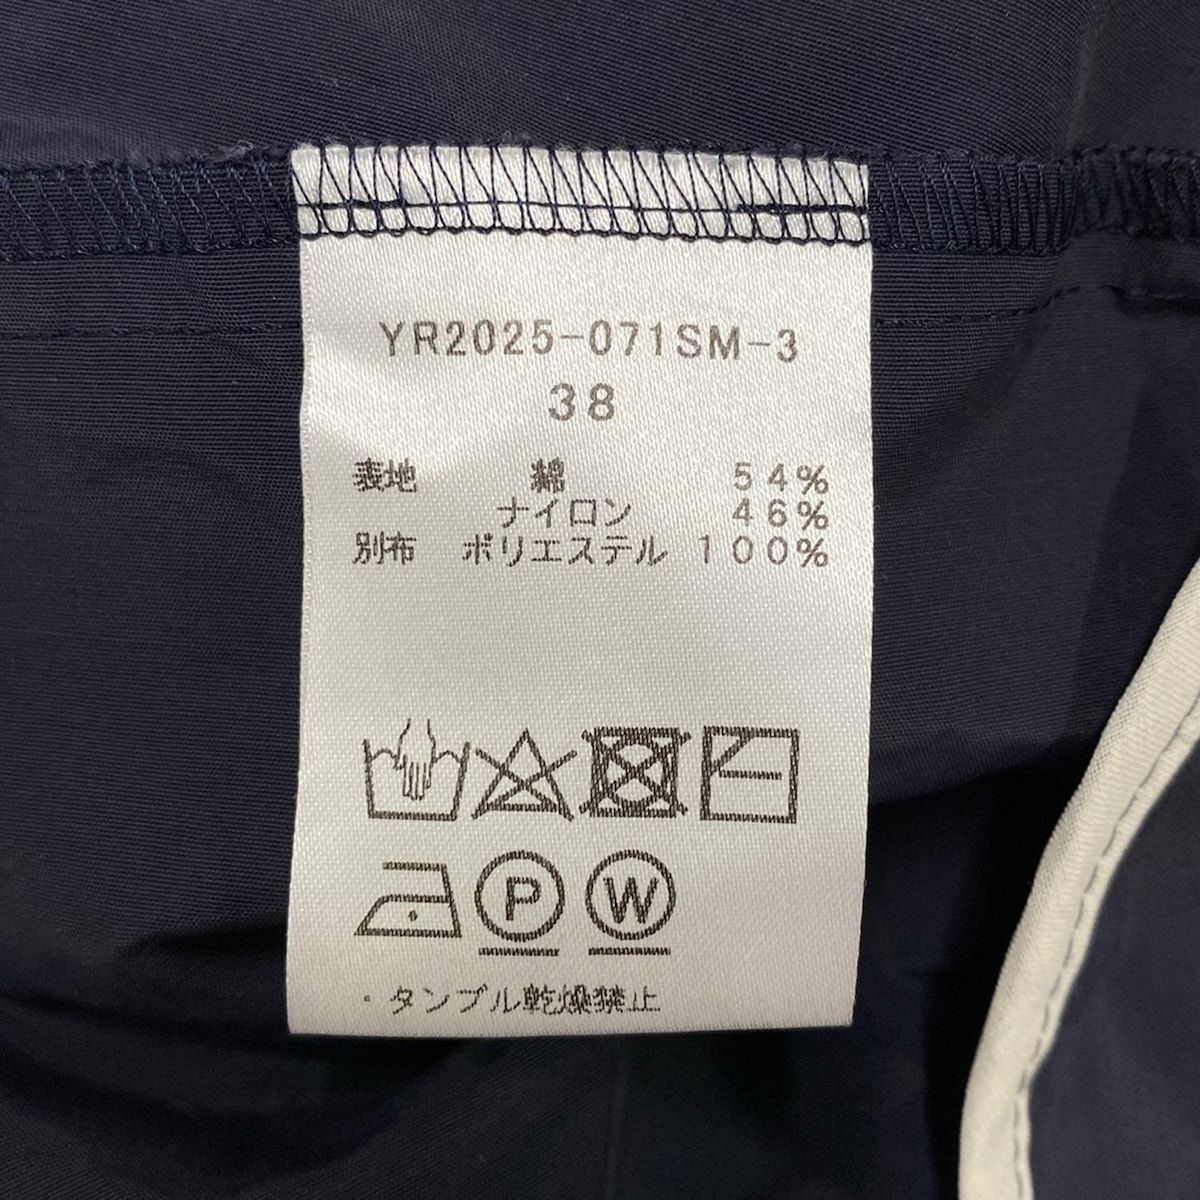 YR2025-071SM-3
38
表地 綿 54%
ナイロン 46%
別布 ポリエステル 100%
P W
・タンブル乾燥禁止